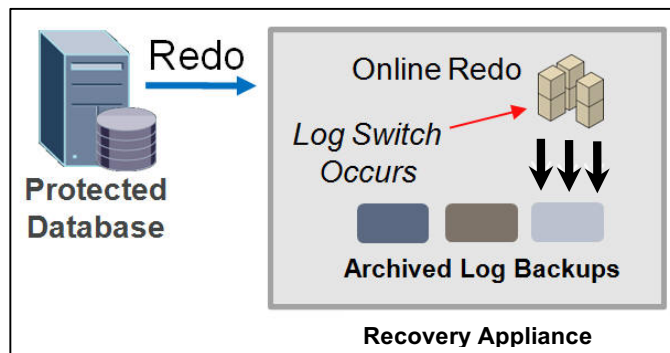 Redo
Protected
Database
Online Redo
Log Switch
Occurs
Archived Log Backups
Recovery Appliance